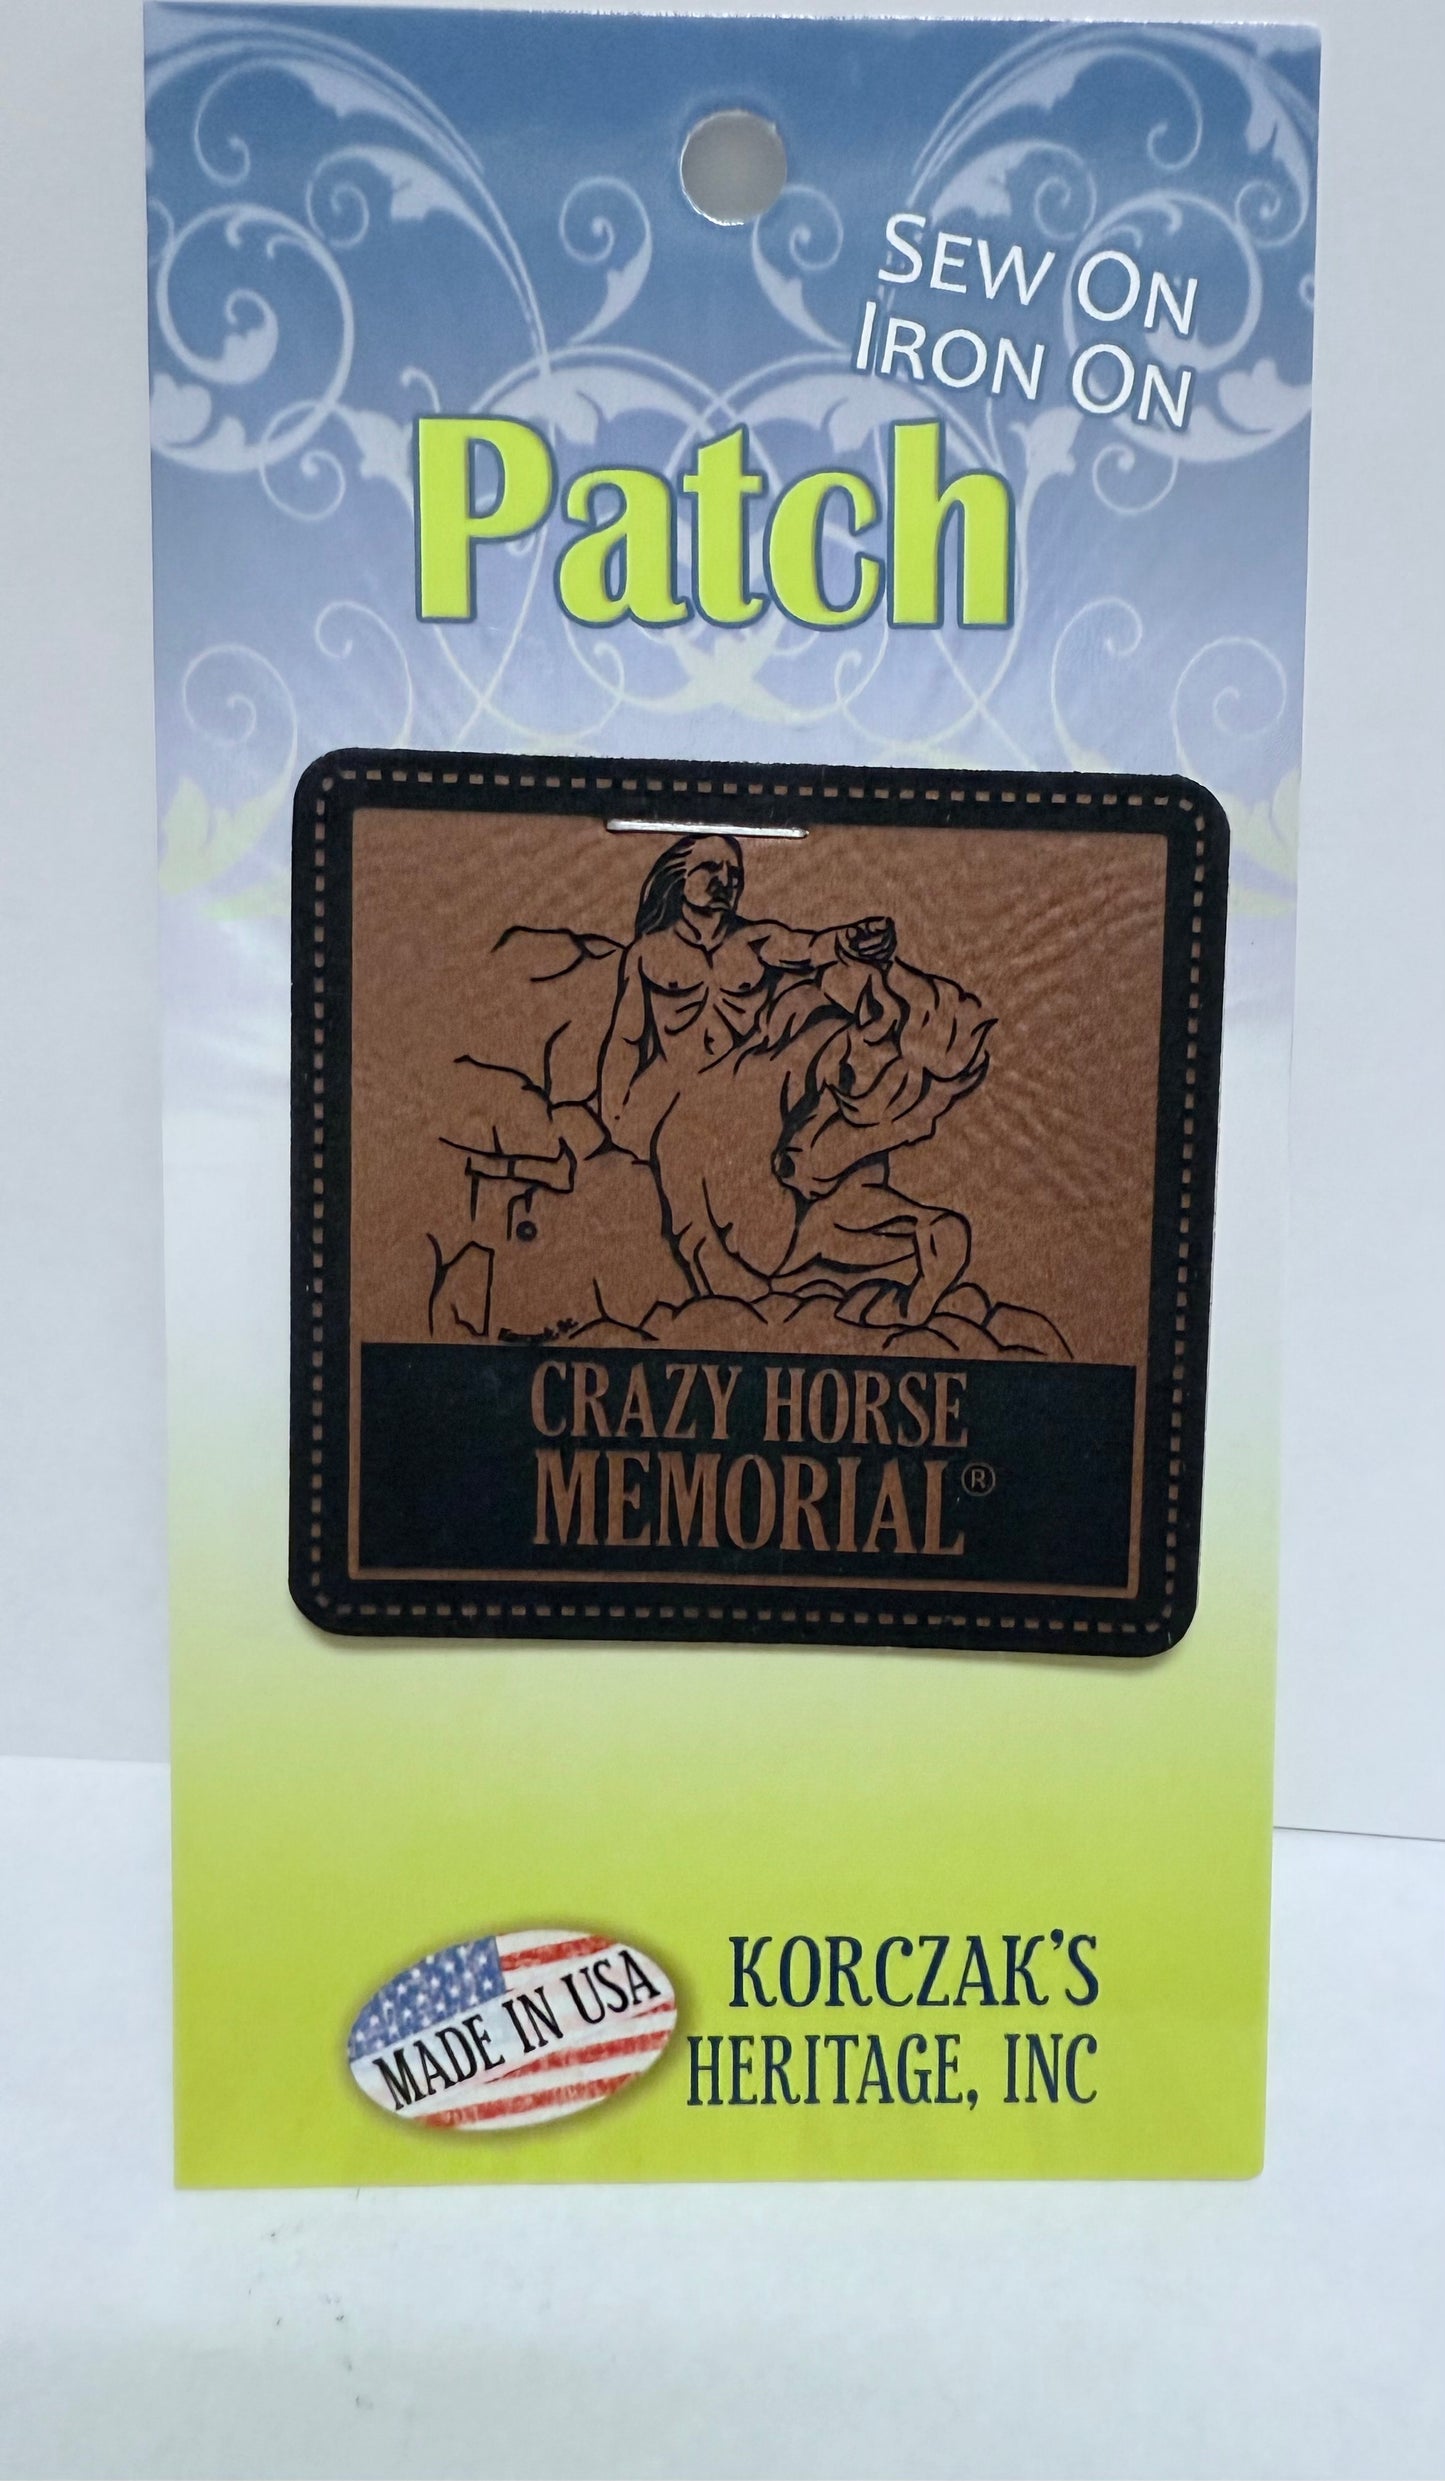 SEW ON
IRON ON
Patch
CRAZY HORSE
MEMORIAL®
MADE IN USA
KORCZAK'S
HERITAGE, INC